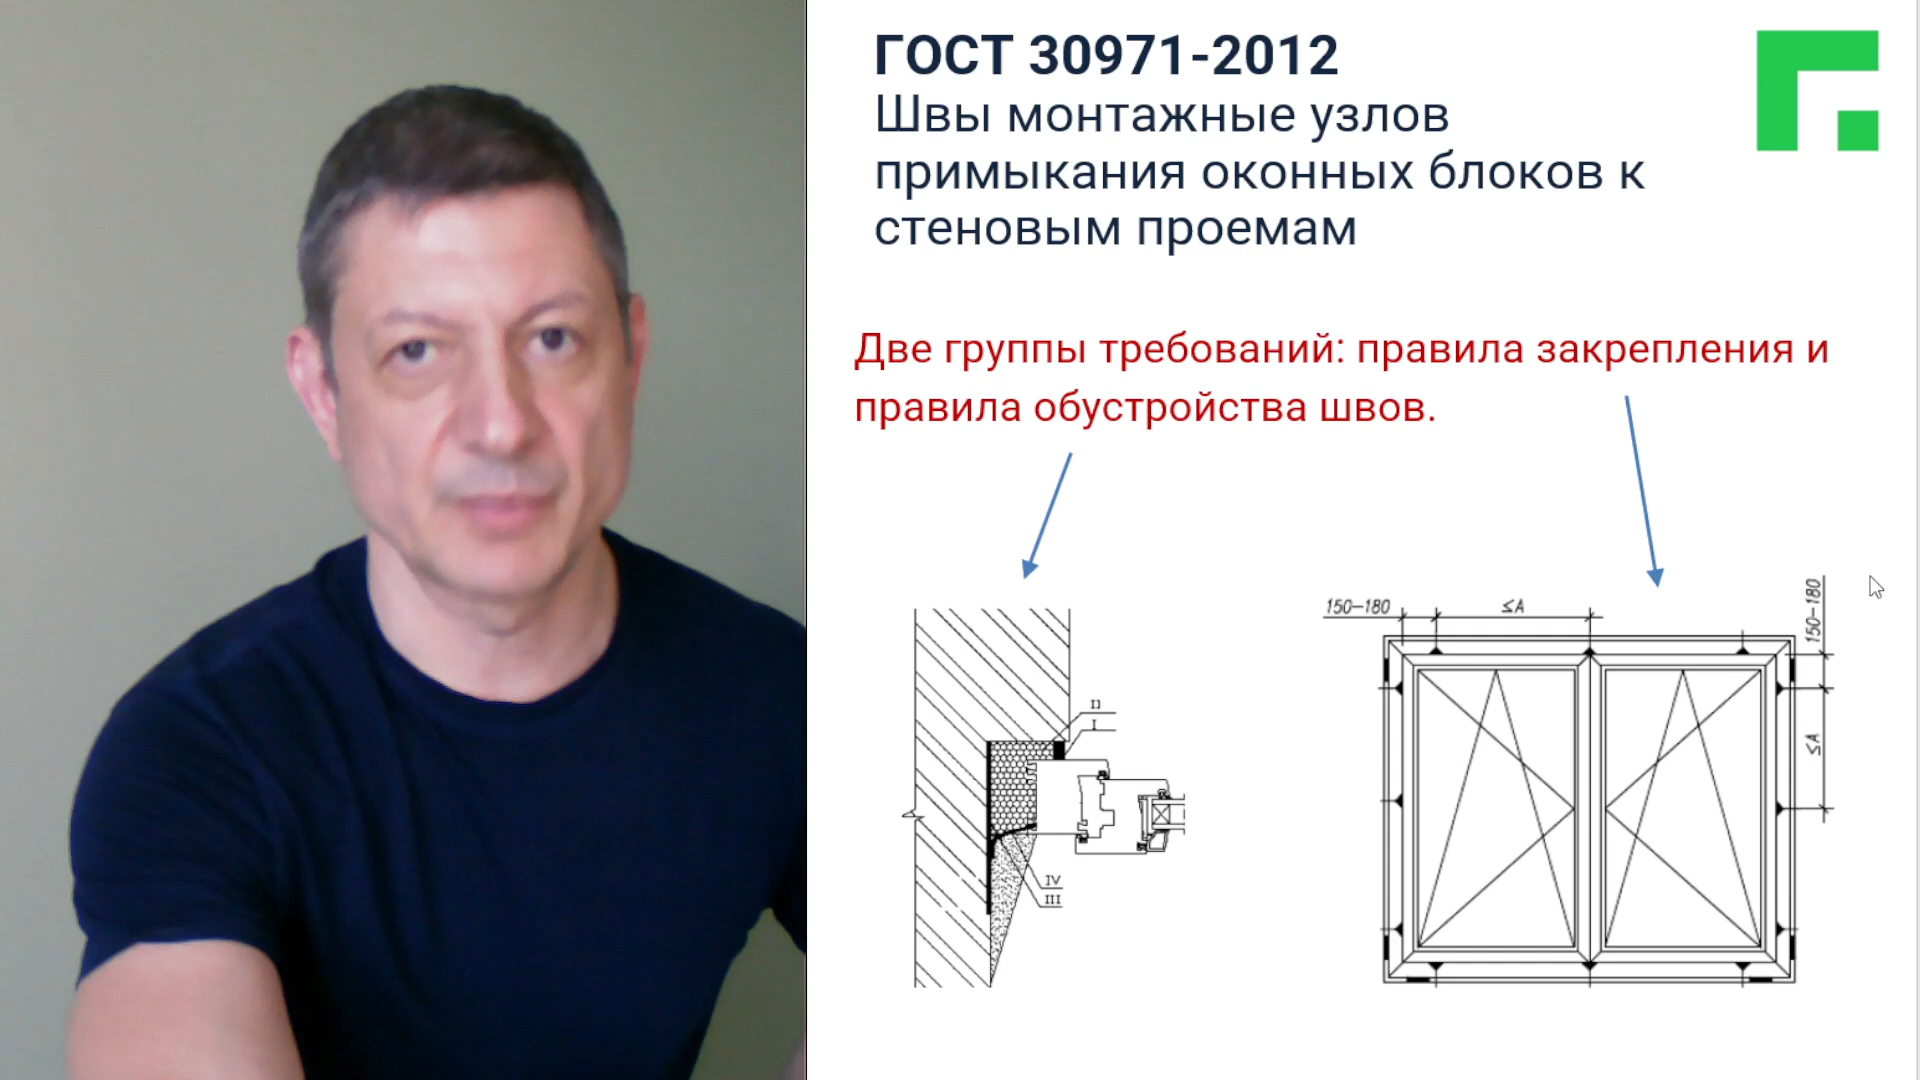 ГОСТ 30971-2012
Швы монтажные узлов
примыкания оконных блоков к
стеновым проемам
Две группы требований: правила закрепления и
правила обустройства швов.
150–180
≤A
150–180
≤A
II
I
IV
III